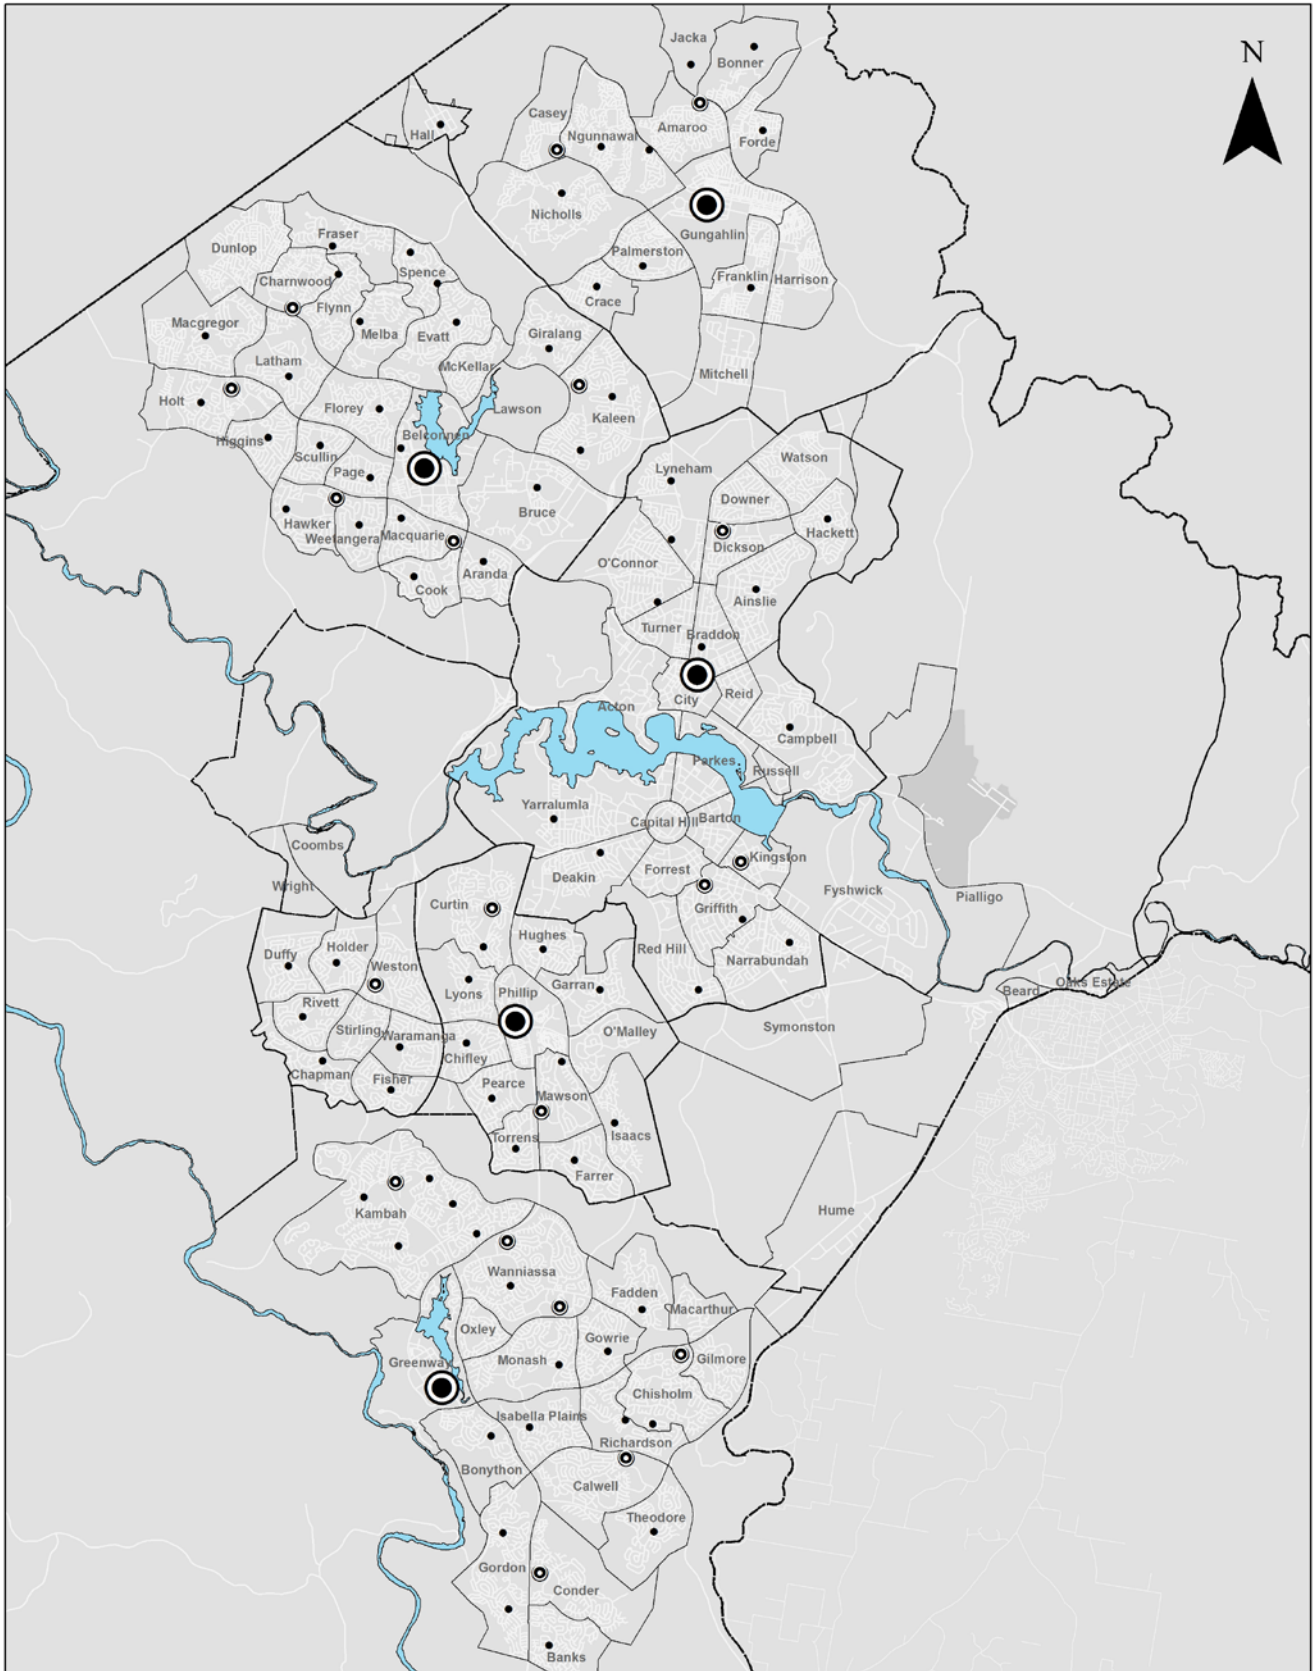 N
Jacka
Bonner
Hall
Casey
Ngunnawal
Amaroo
Forde
Nicholls
Gungahlin
Palmerston
Franklin
Harrison
Crace
Mitchell
Dunlop
Fraser
Spence
Charnwood
Flynn
Macgregor
Melba
Evatt
Giralang
Latham
McKellar
Holt
Florey
Lawson
Kaleen
Belconnen
Higgins
Scullin
Page
Hawker
Weetangera
Macquarie
Bruce
Cook
Aranda
Lyneham
Watson
Downer
Hackett
Dickson
O'Connor
Ainslie
Turner
Braddon
City
Reid
Acton
Campbell
Parkes
Russell
Yarralumla
Capital Hill
Barton
Kingston
Coombs
Wright
Deakin
Forrest
Griffith
Fyshwick
Pialligo
Curtin
Hughes
Red Hill
Narrabundah
Duffy
Holder
Weston
Lyons
Phillip
Garran
Beard
Oaks Estate
Rivett
Stirling
Waramanga
O'Malley
Symonston
Chifley
Chapman
Fisher
Pearce
Mawson
Torrens
Isaacs
Farrer
Kambah
Hume
Wanniassa
Fadden
Macarthur
Oxley
Gowrie
Greenway
Monash
Gilmore
Chisholm
Isabella Plains
Richardson
Bonython
Calwell
Theodore
Gordon
Conder
Banks